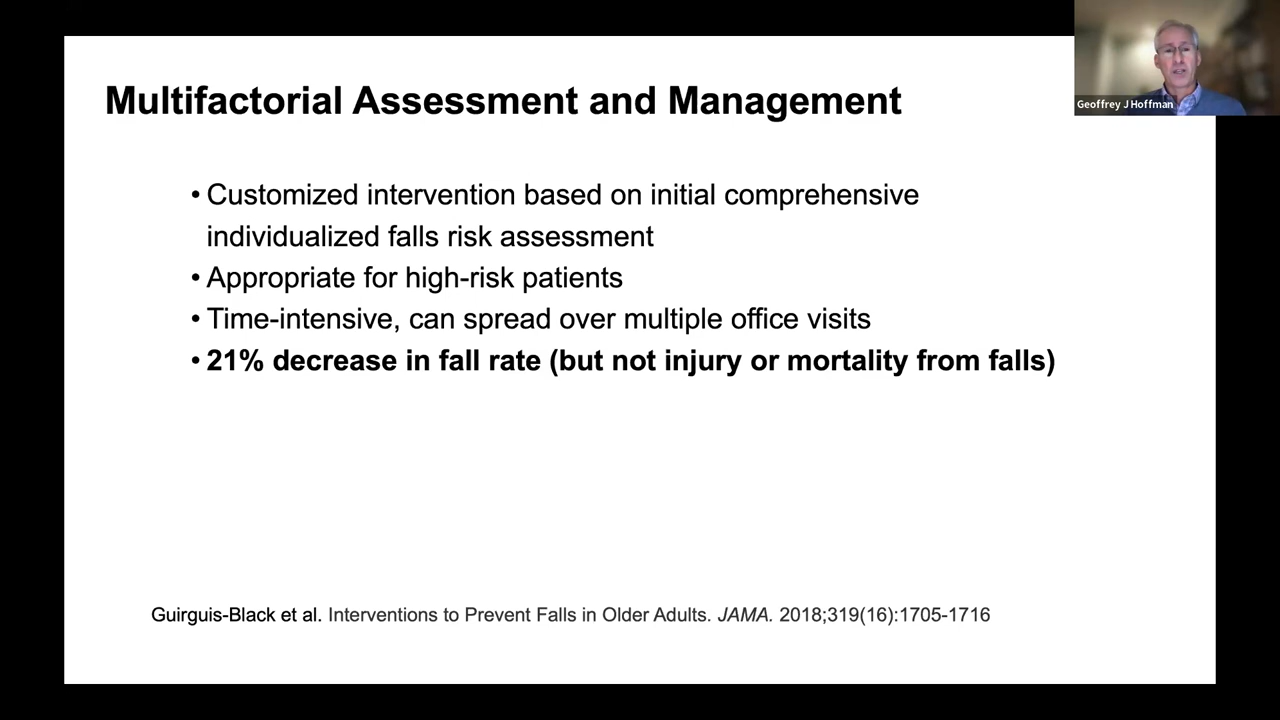 Multifactorial Assessment and Management
Geoffrey J Hoffman
• Customized intervention based on initial comprehensive
individualized falls risk assessment
• Appropriate for high-risk patients
• Time-intensive, can spread over multiple office visits
• 21% decrease in fall rate (but not injury or mortality from falls)
Guirguis-Black et al. Interventions to Prevent Falls in Older Adults. JAMA. 2018;319(16):1705-1716